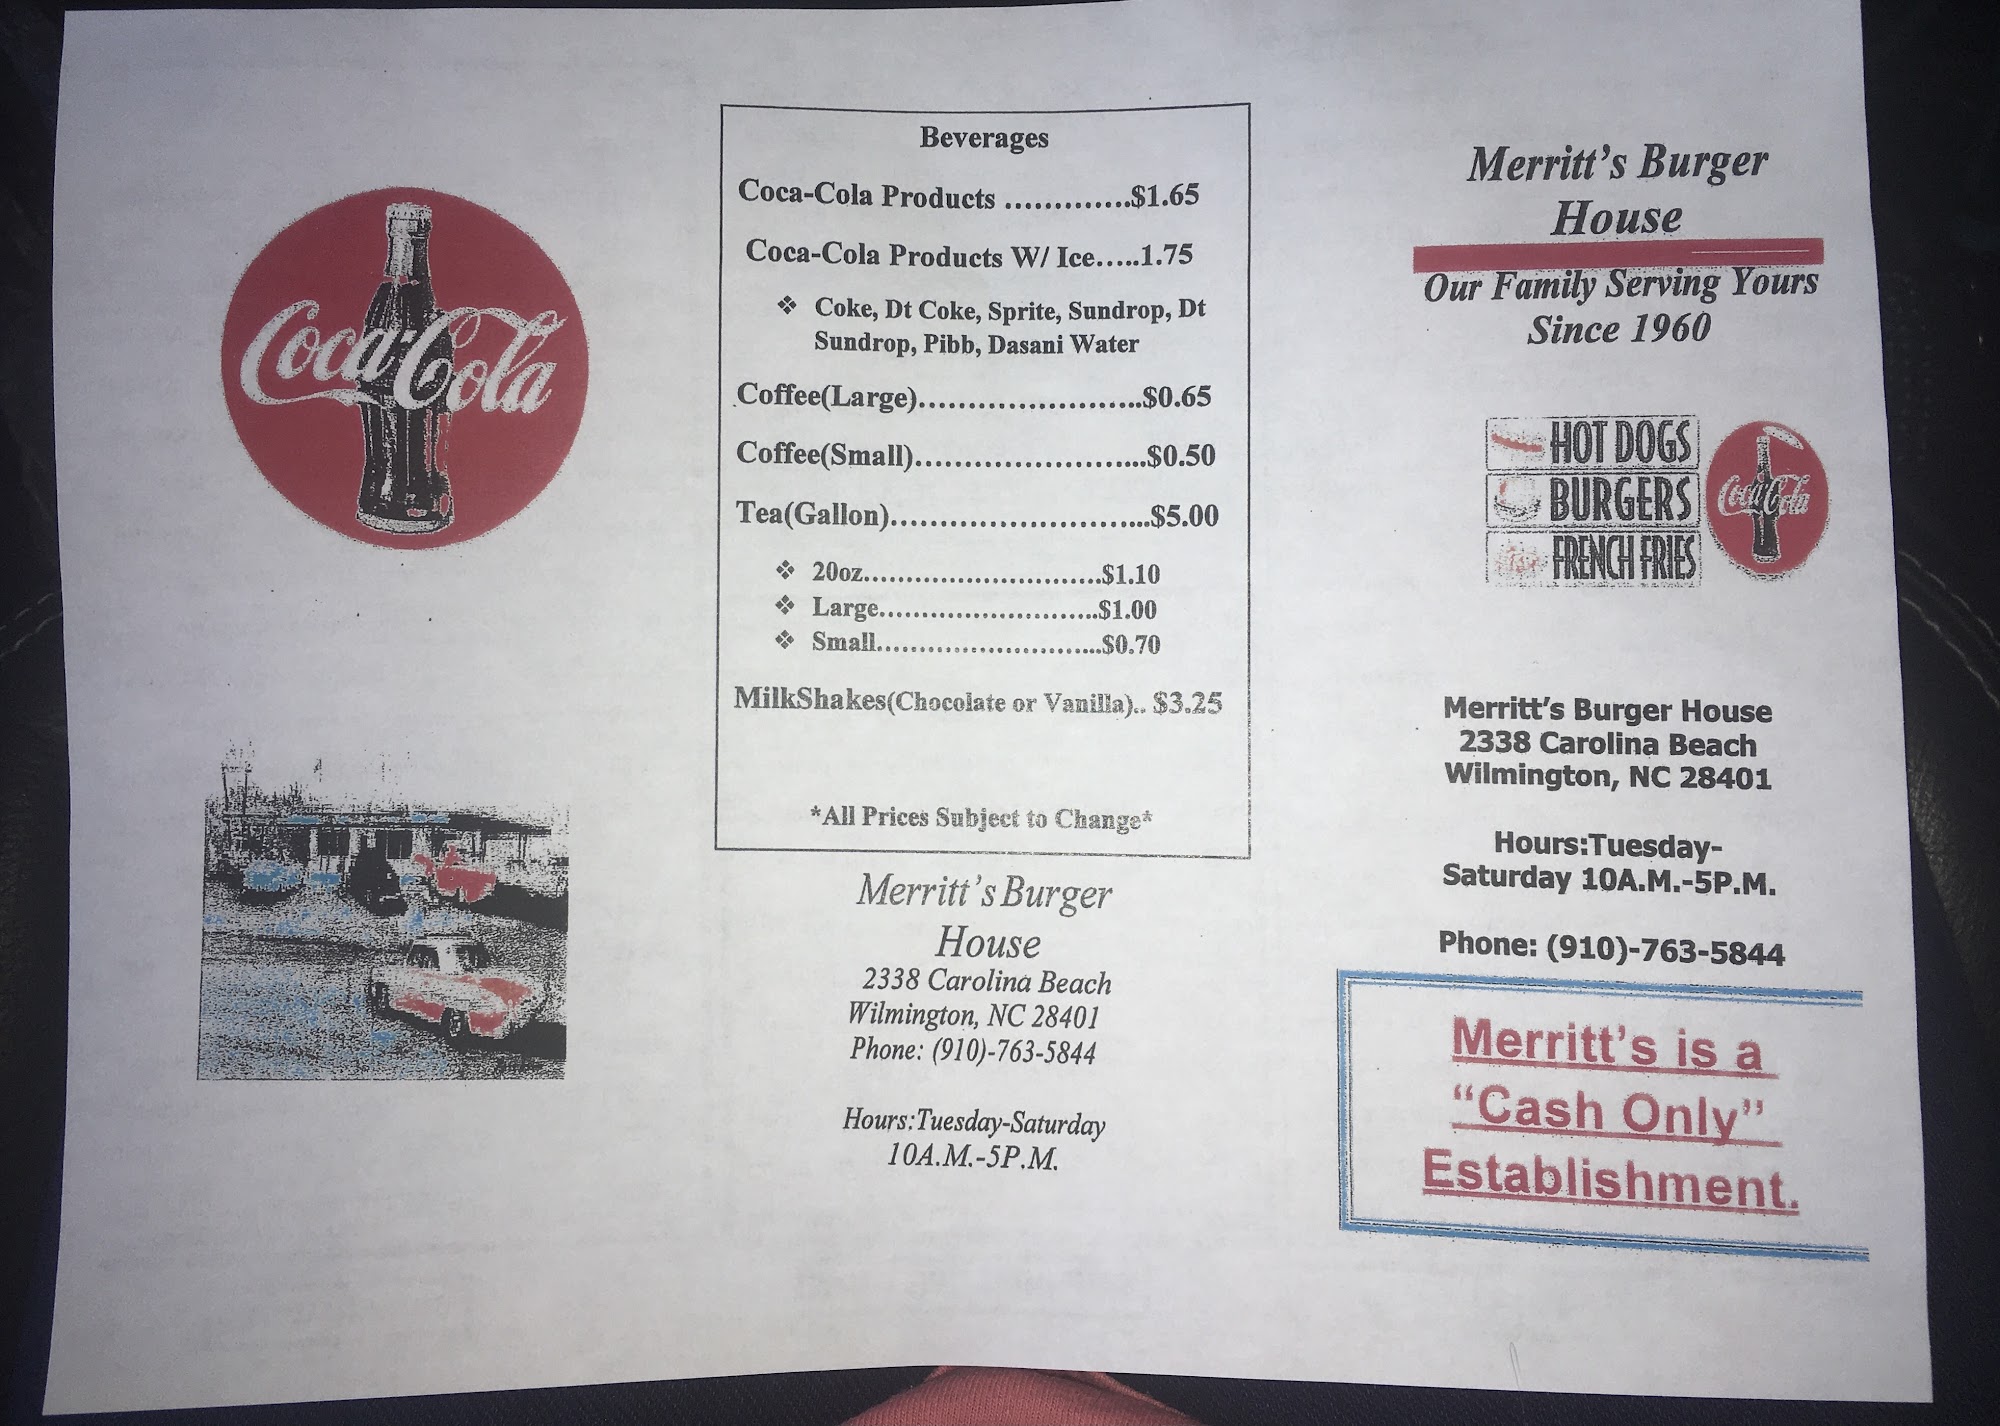 Coca-Cola
Beverages
Coca-Cola Products .............$1.65
Coca-Cola Products W/ Ice.....1.75
❖ Coke, Dt Coke, Sprite, Sundrop, Dt
Sundrop, Pibb, Dasani Water
Coffee(Large).........................$0.65
Coffee(Small)..........................$0.50
Tea(Gallon).............................$5.00
❖ 20oz............................$1.10
❖ Large..........................$1.00
❖ Small...........................$0.70
MilkShakes(Chocolate or Vanilla).. $3.25
*All Prices Subject to Change*
Merritt's Burger
House
2338 Carolina Beach
Wilmington, NC 28401
Phone: (910)-763-5844
Hours:Tuesday-Saturday
10A.M.-5P.M.
Merritt's Burger
House
Our Family Serving Yours
Since 1960
HOT DOGS
BURGERS
FRENCH FRIES
Coca-Cola
Merritt's Burger House
2338 Carolina Beach
Wilmington, NC 28401
Hours:Tuesday-
Saturday 10A.M.-5P.M.
Phone: (910)-763-5844
Merritt's is a
"Cash Only"
Establishment.